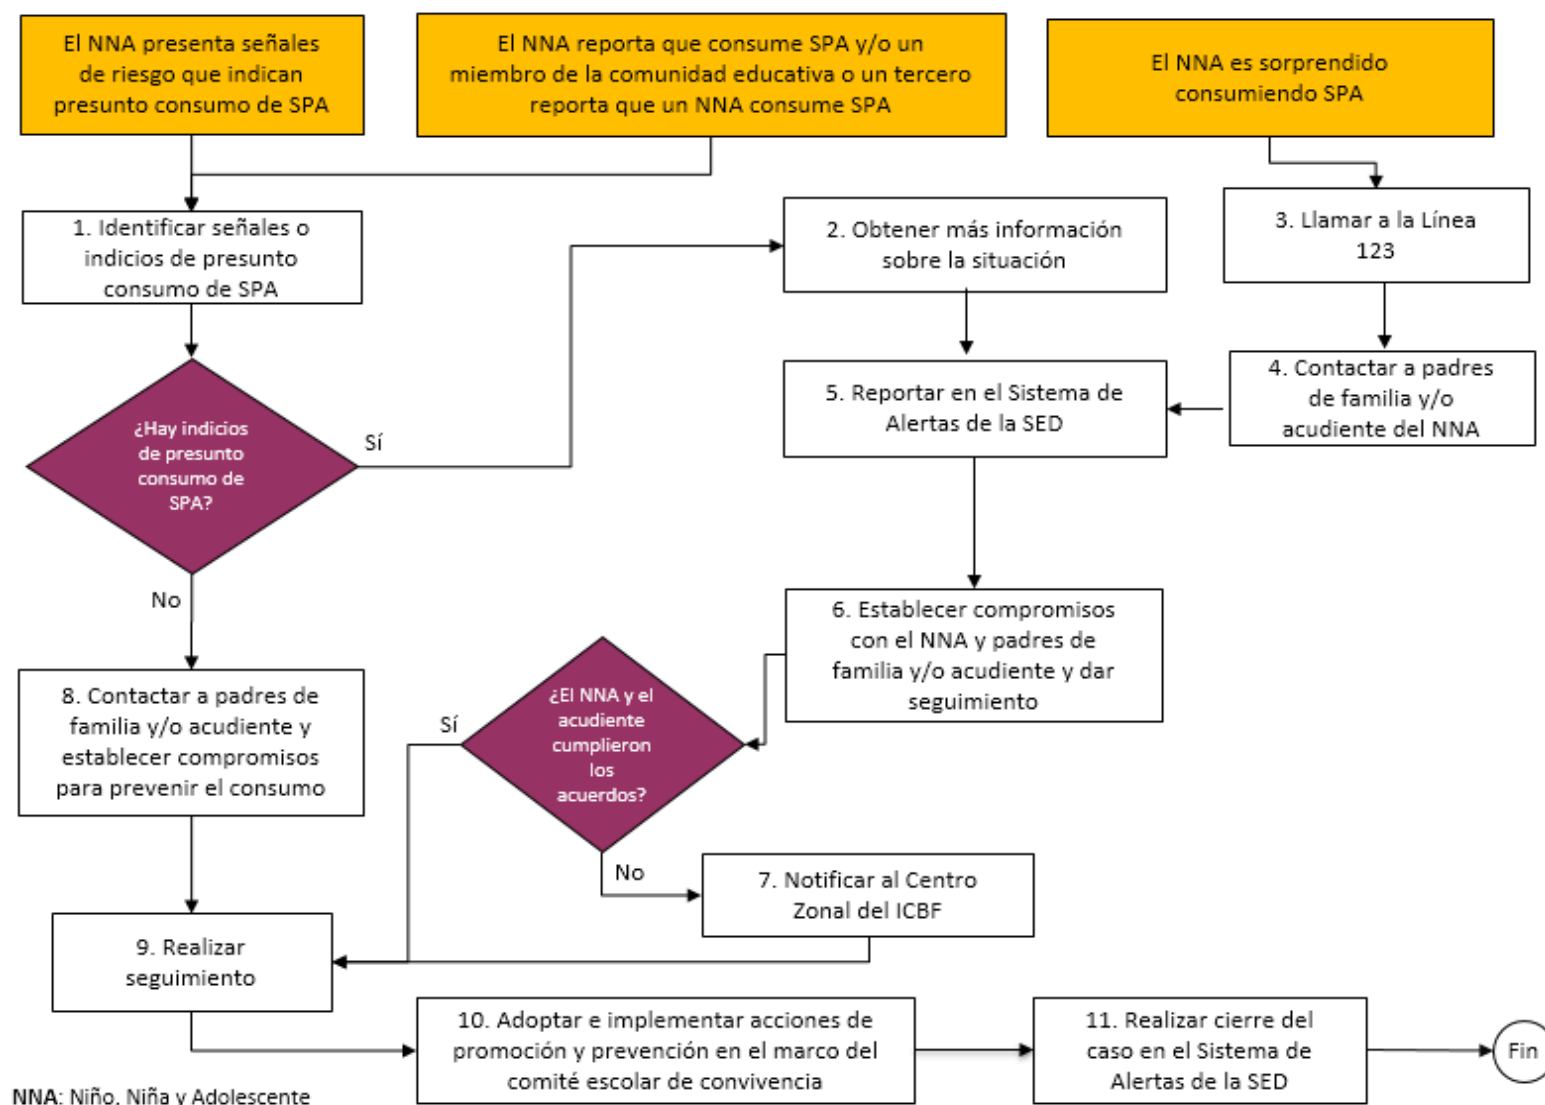 El NNA presenta señales
de riesgo que indican
presunto consumo de SPA
El NNA reporta que consume SPA y/o un
miembro de la comunidad educativa o un tercero
reporta que un NNA consume SPA
El NNA es sorprendido
consumiendo SPA
1. Identificar señales o
indicios de presunto
consumo de SPA
2. Obtener más información
sobre la situación
3. Llamar a la Línea
123
¿Hay indicios
de presunto
consumo de
SPA?
Sí
No
5. Reportar en el Sistema de
Alertas de la SED
4. Contactar a padres
de familia y/o
acudiente del NNA
6. Establecer compromisos
con el NNA y padres de
familia y/o acudiente y dar
seguimiento
8. Contactar a padres de
familia y/o acudiente y
establecer compromisos
para prevenir el consumo
Sí
¿El NNA y el
acudiente
cumplieron
los
acuerdos?
No
7. Notificar al Centro
Zonal del ICBF
9. Realizar
seguimiento
10. Adoptar e implementar acciones de
promoción y prevención en el marco del
comité escolar de convivencia
11. Realizar cierre del
caso en el Sistema de
Alertas de la SED
Fin
NNA: Niño, Niña y Adolescente